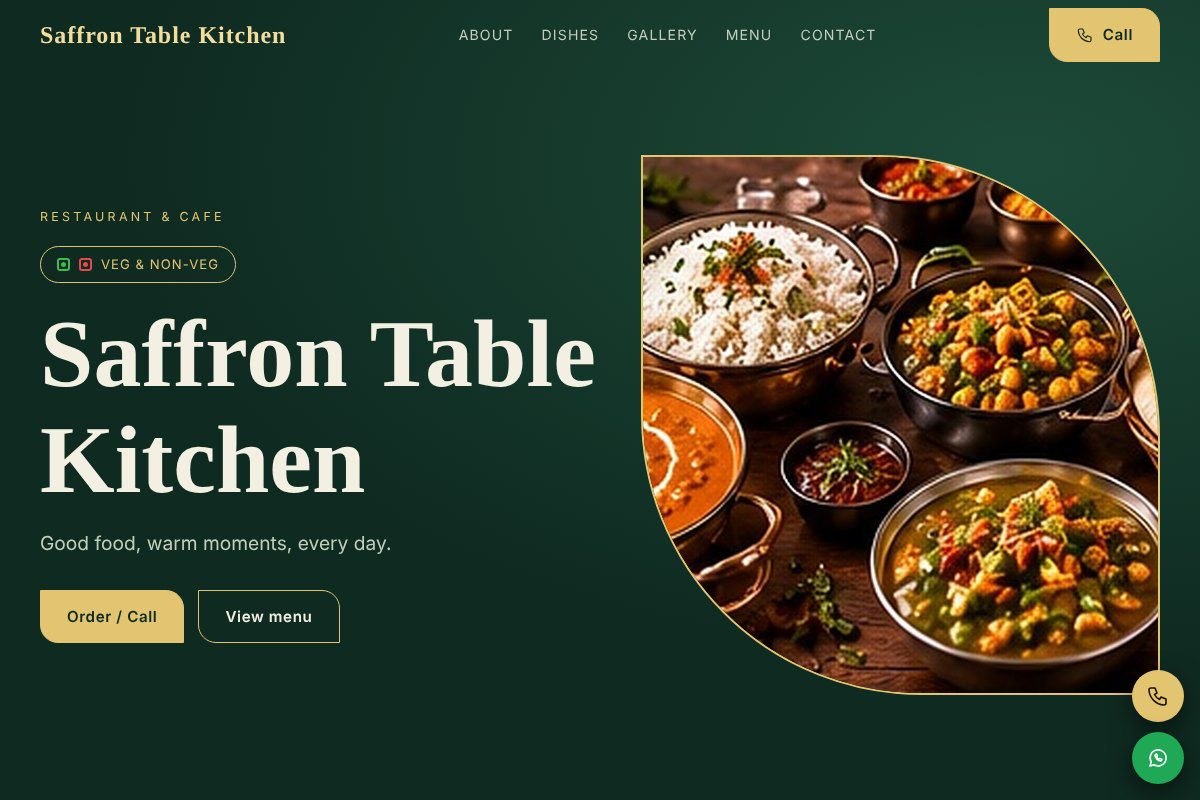 Saffron Table Kitchen
ABOUT DISHES GALLERY MENU CONTACT
Call
RESTAURANT & CAFE
VEG & NON-VEG
Saffron Table
Kitchen
Good food, warm moments, every day.
Order / Call
View menu